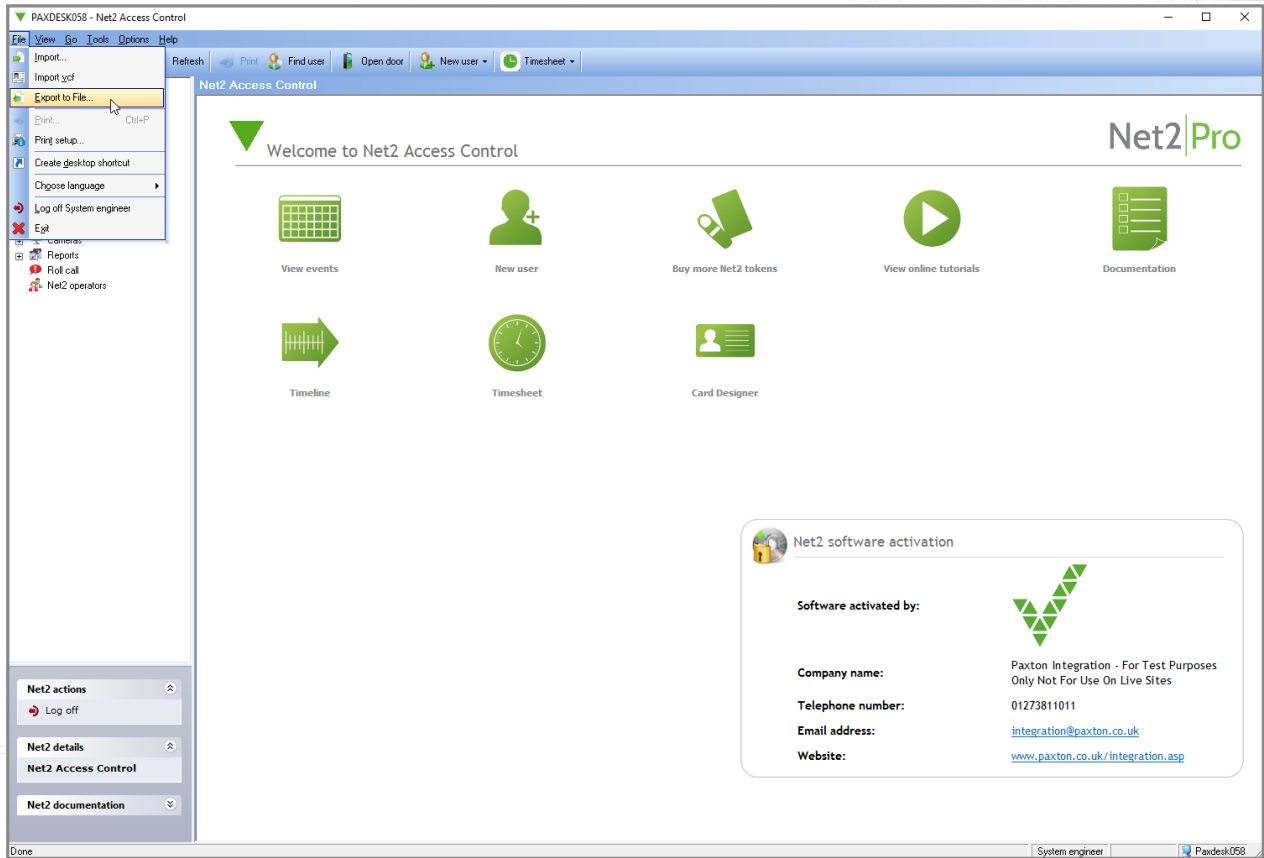 PAXDESK058 - Net2 Access Control
File View Go Tools Options Help
Import...
Import vcf
Export to File...
Print... Ctrl+P
Print setup...
Create desktop shortcut
Choose language
Log off System engineer
Exit
Refresh Print Find user Open door New user Timesheet
Net2 Access Control
Cameras
Reports
Roll call
Net2 operators
Welcome to Net2 Access Control
Net2 Pro
View events
New user
Buy more Net2 tokens
View online tutorials
Documentation
Timeline
Timesheet
Card Designer
Net2 software activation
Software activated by:
Company name: Paxton Integration - For Test Purposes
Only Not For Use On Live Sites
Telephone number: 01273811011
Email address: integration@paxton.co.uk
Website: www.paxton.co.uk/integration.asp
Net2 actions
Log off
Net2 details
Net2 Access Control
Net2 documentation
Done System engineer Paxdesk058